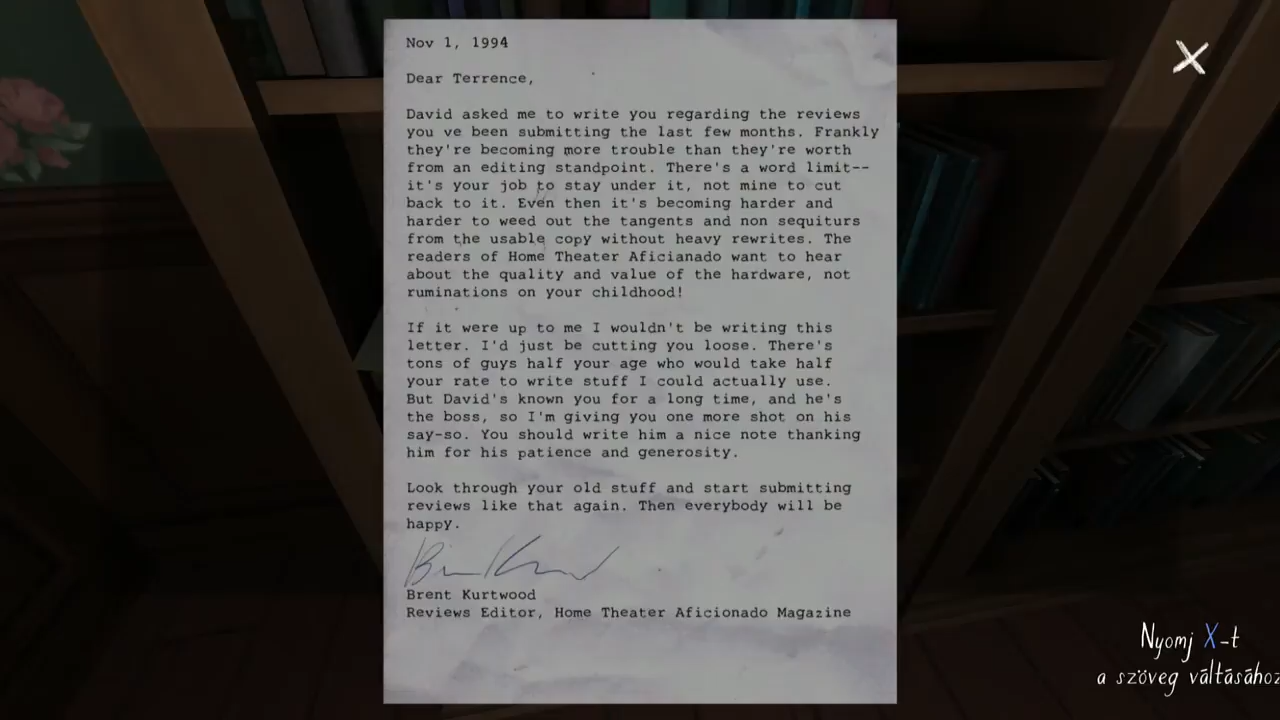 Nov 1, 1994
Dear Terrence,
David asked me to write you regarding the reviews
you ve been submitting the last few months. Frankly
they're becoming more trouble than they're worth
from an editing standpoint. There's a word limit--
it's your job to stay under it, not mine to cut
back to it. Even then it's becoming harder and
harder to weed out the tangents and non sequiturs
from the usable copy without heavy rewrites. The
readers of Home Theater Aficianado want to hear
about the quality and value of the hardware, not
ruminations on your childhood!
If it were up to me I wouldn't be writing this
letter. I'd just be cutting you loose. There's
tons of guys half your age who would take half
your rate to write stuff I could actually use.
But David's known you for a long time, and he's
the boss, so I'm giving you one more shot on his
say-so. You should write him a nice note thanking
him for his patience and generosity.
Look through your old stuff and start submitting
reviews like that again. Then everybody will be
happy.
Brent Kurtwood
Reviews Editor, Home Theater Aficionado Magazine
Nyomj X-t
a szöveg váltásához